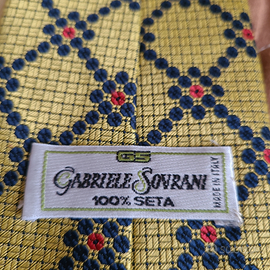 GS
GABRIELE SOVRANI
100% SETA
MADE IN ITALY